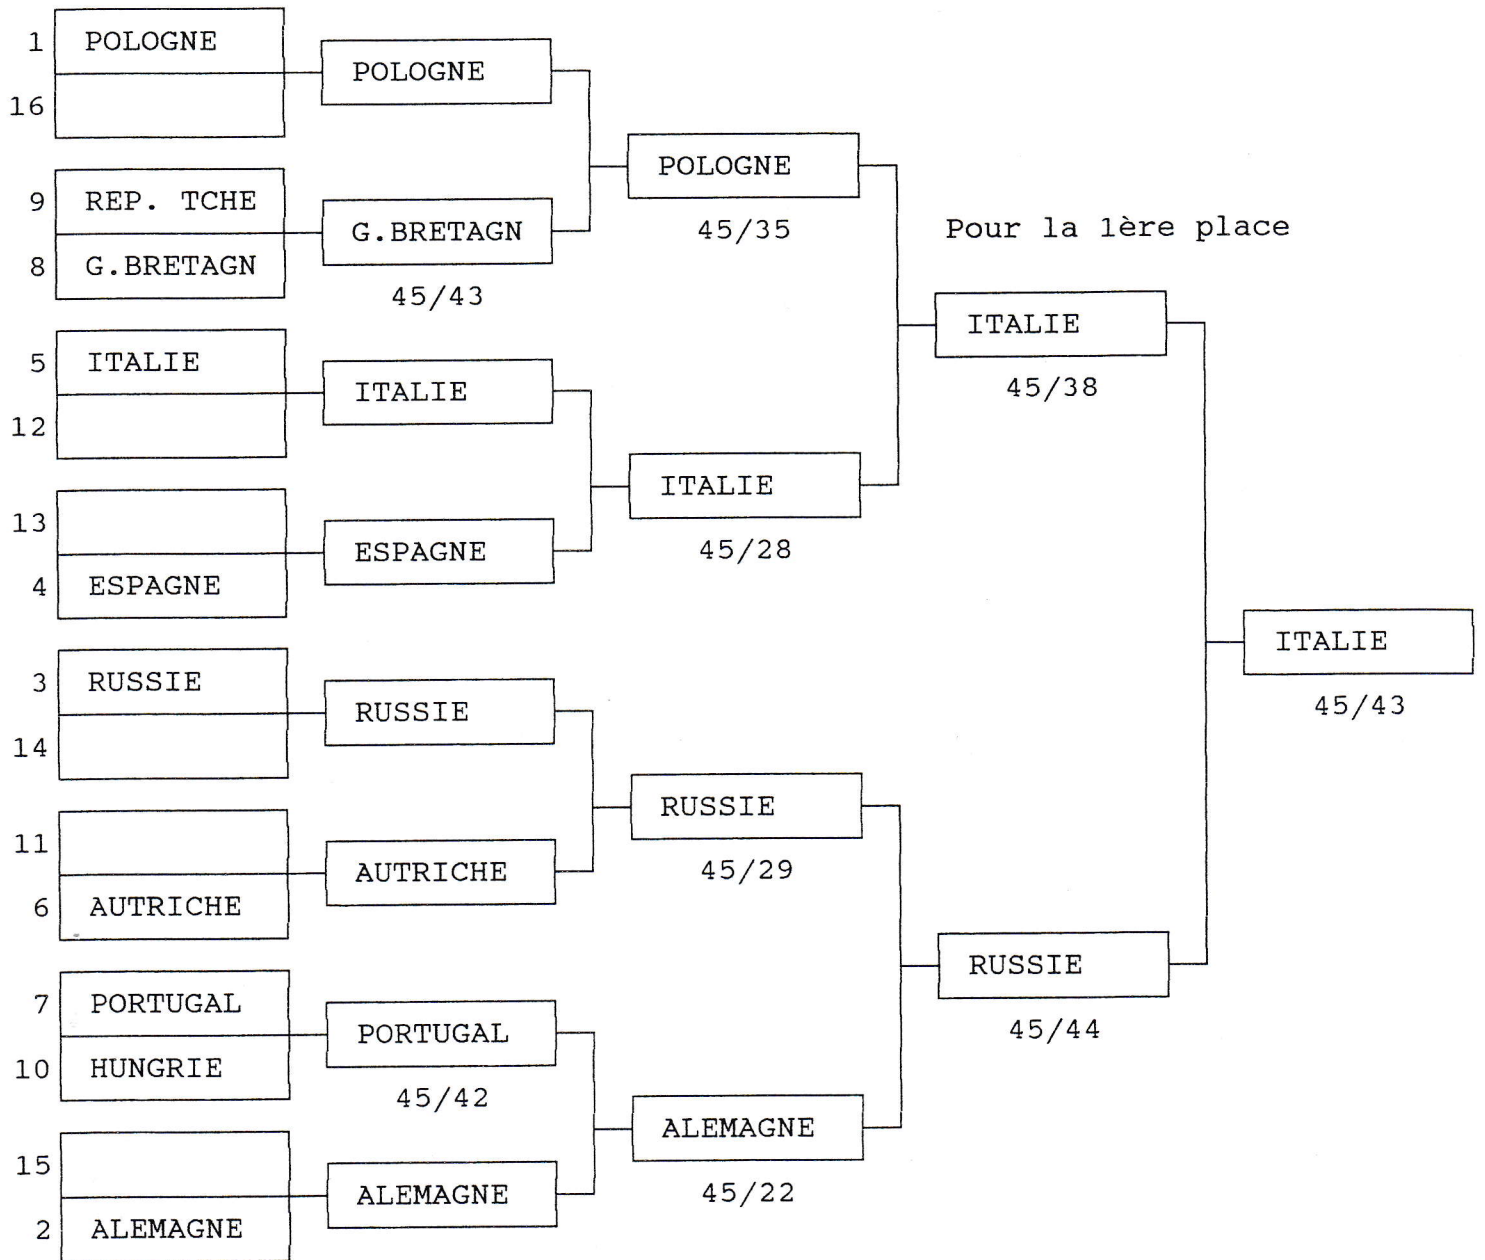 1 POLOGNE
16
9 REP. TCHE
8 G.BRETAGN
5 ITALIE
12
13
4 ESPAGNE
3 RUSSIE
14
11
6 AUTRICHE
7 PORTUGAL
10 HUNGRIE
15
2 ALEMAGNE
POLOGNE
G.BRETAGN
45/43
ITALIE
ESPAGNE
RUSSIE
AUTRICHE
PORTUGAL
45/42
ALEMAGNE
POLOGNE
45/35
ITALIE
45/28
RUSSIE
45/29
ALEMAGNE
45/22
Pour la 1ère place
ITALIE
45/38
RUSSIE
45/44
ITALIE
45/43